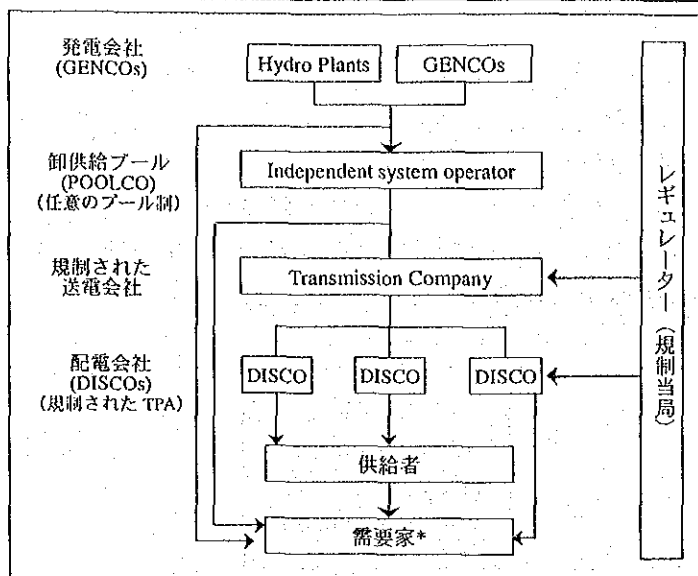 発電会社
(GENCOs)
Hydro Plants
GENCOs
卸供給プール
(POOLCO)
(任意のプール制)
Independent system operator
規制された
送電会社
Transmission Company
配電会社
(DISCOs)
(規制された TPA)
DISCO
DISCO
DISCO
供給者
需要家*
レギュレーター(規制当局)